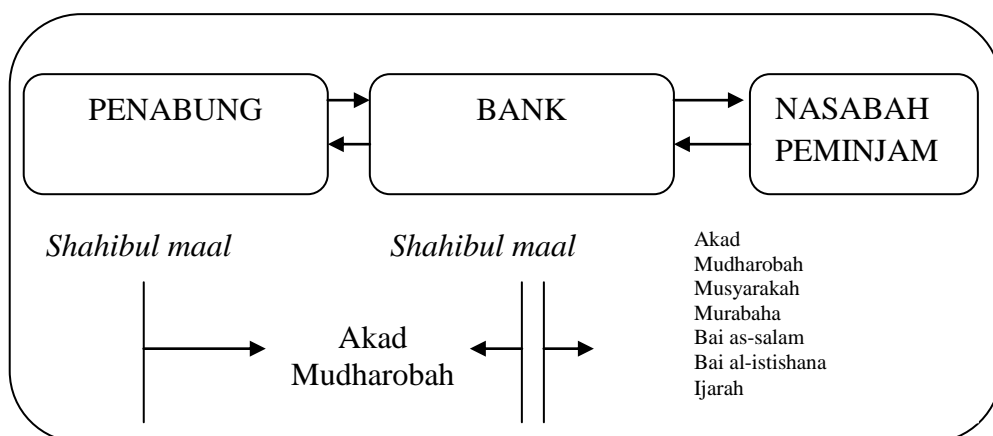 PENABUNG
BANK
NASABAH
PEMINJAM
Shahibul maal
Shahibul maal
Akad
Mudharobah
Akad
Mudharobah
Musyarakah
Murabaha
Bai as-salam
Bai al-istishana
Ijarah